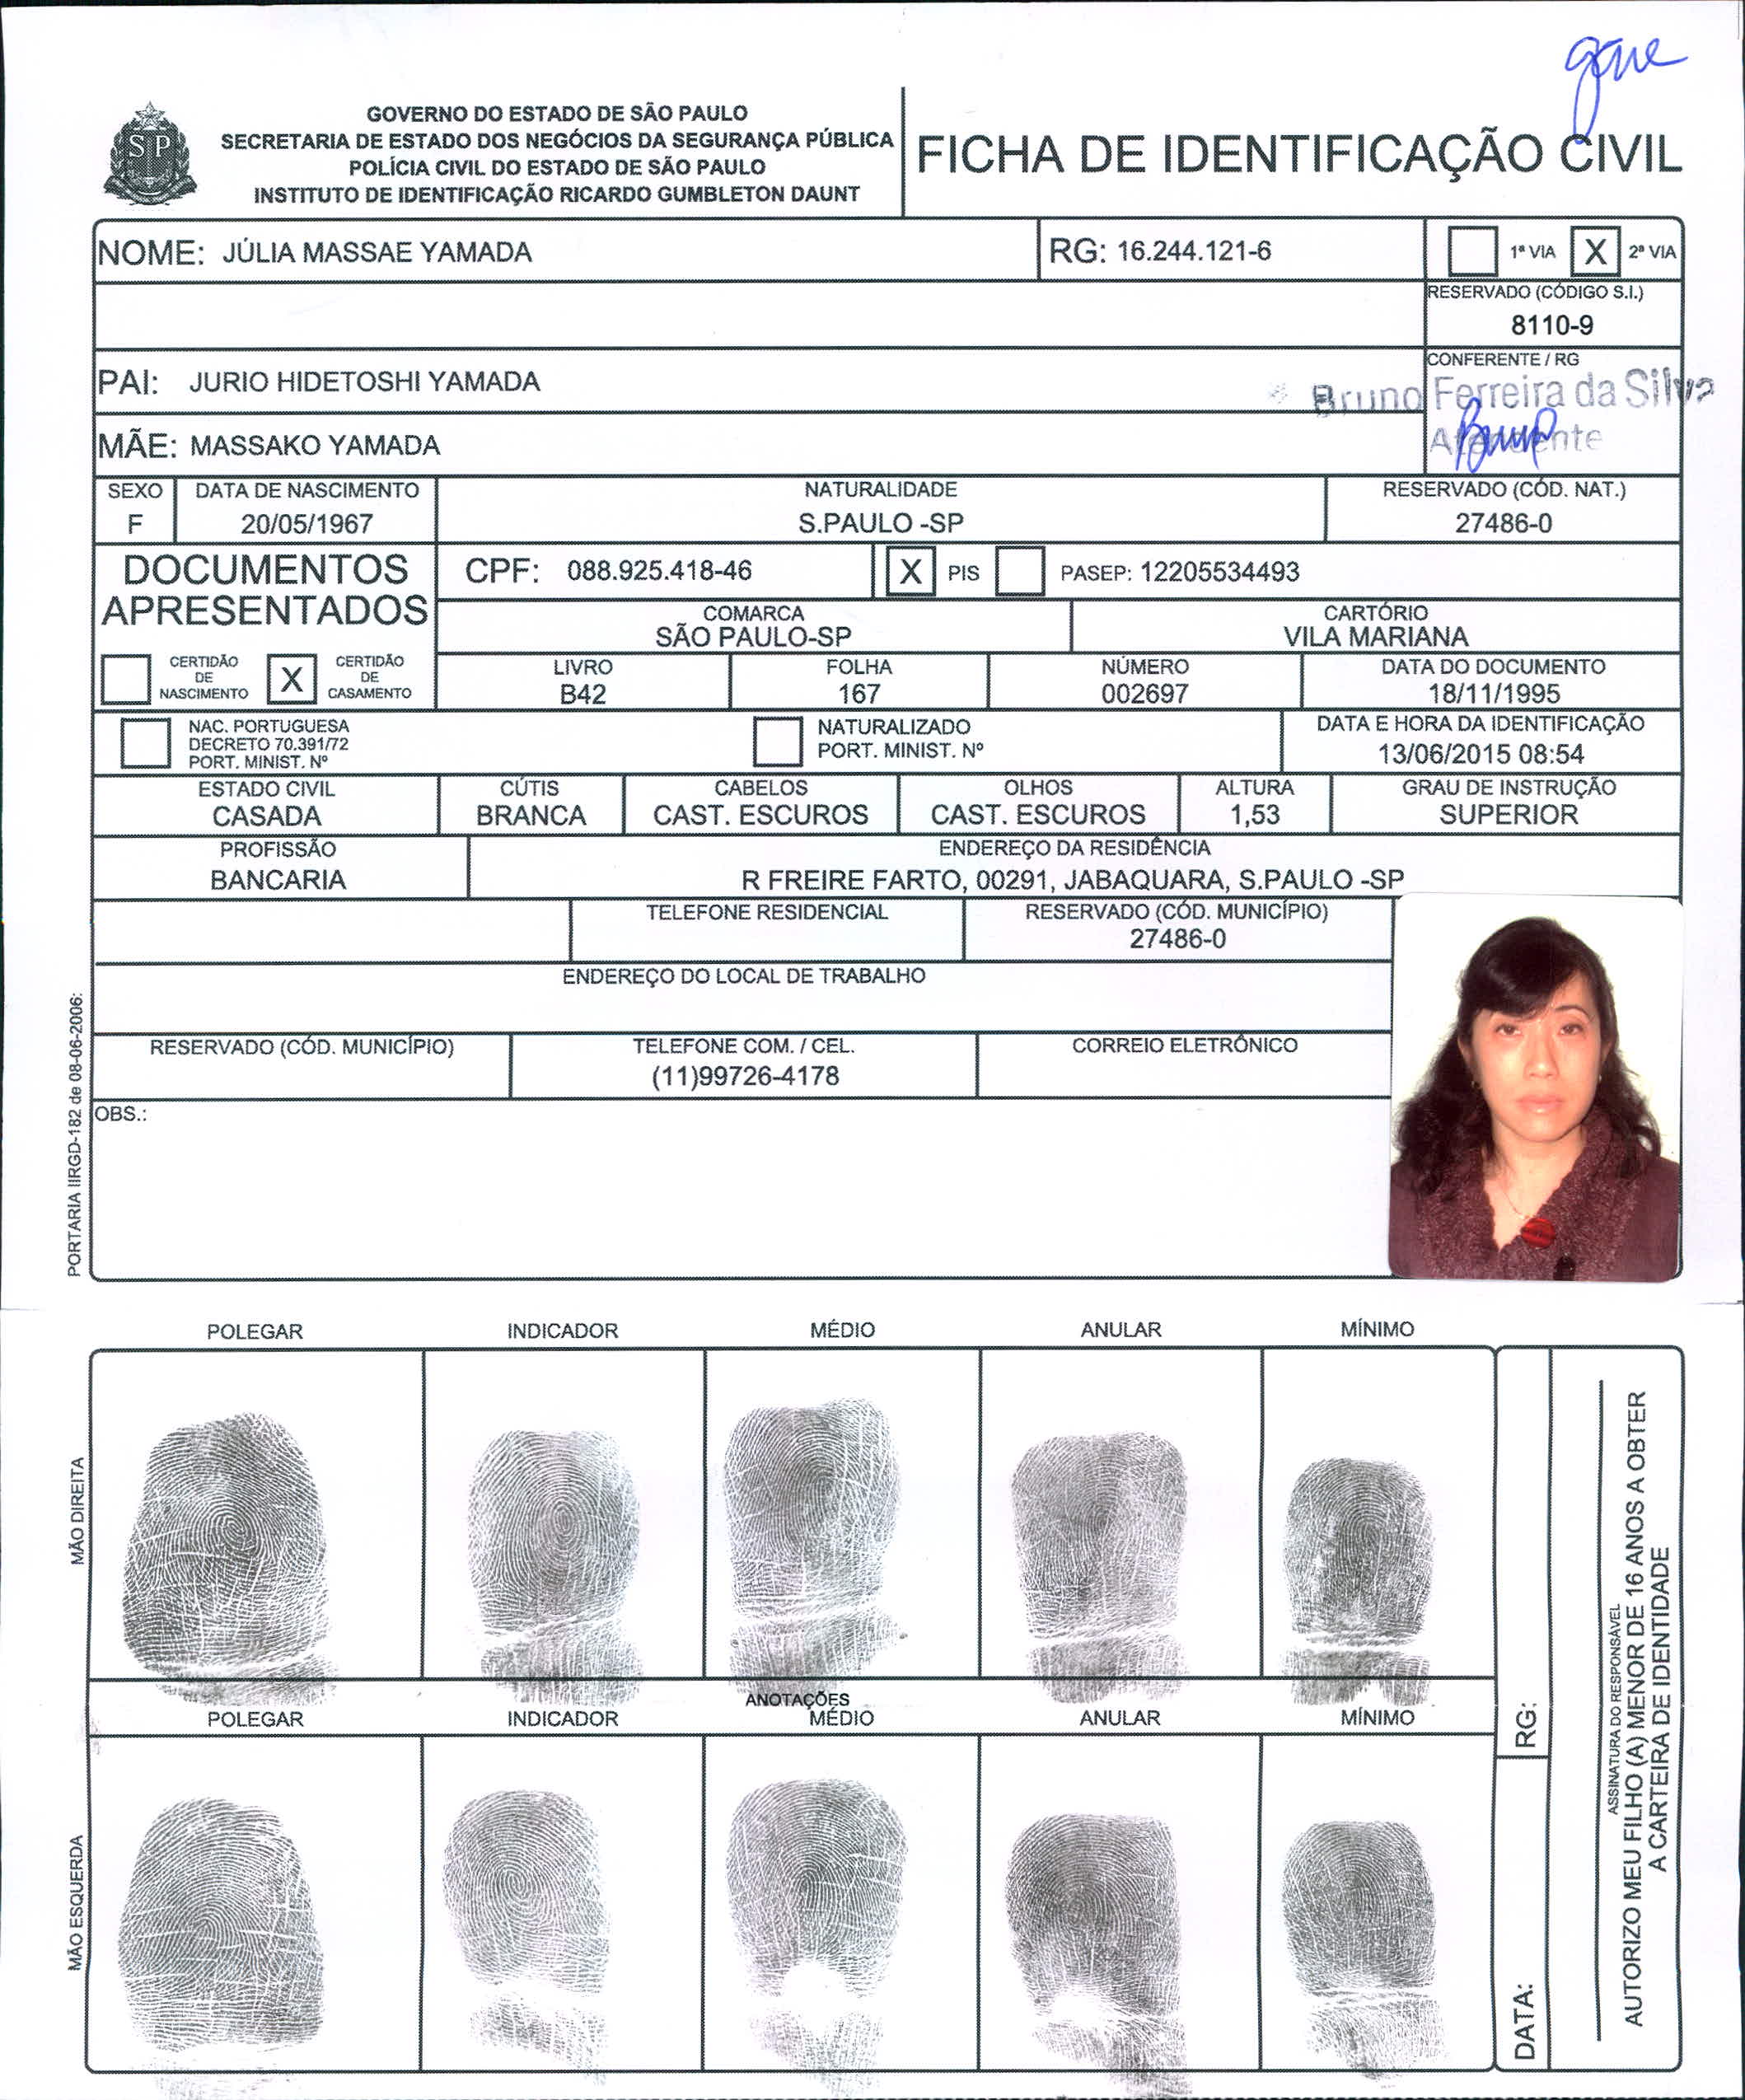 gone
GOVERNO DO ESTADO DE SÃO PAULO
SECRETARIA DE ESTADO DOS NEGÓCIOS DA SEGURANÇA PÚBLICA
POLÍCIA CIVIL DO ESTADO DE SÃO PAULO
INSTITUTO DE IDENTIFICAÇÃO RICARDO GUMBLETON DAUNT
SP
FICHA DE IDENTIFICAÇÃO CIVIL
NOME: JÚLIA MASSAE YAMADA RG: 16.244.121-6 1ª VIA X 2ª VIA
RESERVADO (CÓDIGO S.I.)
8110-9
PAI: JURIO HIDETOSHI YAMADA
CONFERENTE / RG
Bruno Ferreira da Silva
Atendente
MÃE: MASSAKO YAMADA
SEXO DATA DE NASCIMENTO NATURALIDADE RESERVADO (CÓD. NAT.)
F 20/05/1967 S.PAULO -SP 27486-0
DOCUMENTOS APRESENTADOS
CPF: 088.925.418-46 X PIS PASEP: 12205534493
COMARCA CARTÓRIO
SÃO PAULO-SP VILA MARIANA
CERTIDÃO DE NASCIMENTO X CERTIDÃO DE CASAMENTO
LIVRO FOLHA NÚMERO DATA DO DOCUMENTO
B42 167 002697 18/11/1995
NAC. PORTUGUESA
DECRETO 70.391/72
PORT. MINIST. Nº
NATURALIZADO
PORT. MINIST. Nº
DATA E HORA DA IDENTIFICAÇÃO
13/06/2015 08:54
ESTADO CIVIL CÚTIS CABELOS OLHOS ALTURA GRAU DE INSTRUÇÃO
CASADA BRANCA CAST. ESCUROS CAST. ESCUROS 1,53 SUPERIOR
PROFISSÃO ENDEREÇO DA RESIDÊNCIA
BANCARIA R FREIRE FARTO, 00291, JABAQUARA, S.PAULO -SP
TELEFONE RESIDENCIAL RESERVADO (CÓD. MUNICÍPIO)
27486-0
ENDEREÇO DO LOCAL DE TRABALHO
RESERVADO (CÓD. MUNICÍPIO) TELEFONE COM. / CEL. CORREIO ELETRÔNICO
(11)99726-4178
OBS.:
PORTARIA IIRGD-182 de 08-06-2006:
POLEGAR INDICADOR MÉDIO ANULAR MÍNIMO
MÃO DIREITA
ANOTAÇÕES
POLEGAR INDICADOR MÉDIO ANULAR MÍNIMO
MÃO ESQUERDA
RG:
DATA:
ASSINATURA DO RESPONSÁVEL
AUTORIZO MEU FILHO (A) MENOR DE 16 ANOS A OBTER
A CARTEIRA DE IDENTIDADE